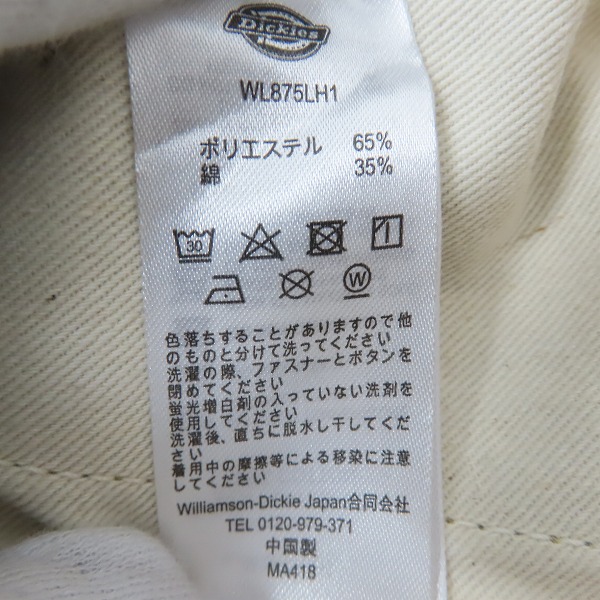 Dickies
WL875LH1
ポリエステル 65%
綿 35%
30
W
色落ちすることがありますので他
のものと分けて洗ってください
洗濯の際、ファスナーとボタンを
閉めてください
蛍光増白剤の入っていない洗剤を
使用してください
洗濯後、直ちに脱水し干してくだ
さい
着用中の摩擦等による移染に注意
してください
Williamson-Dickie Japan合同会社
TEL 0120-979-371
中国製
MA418